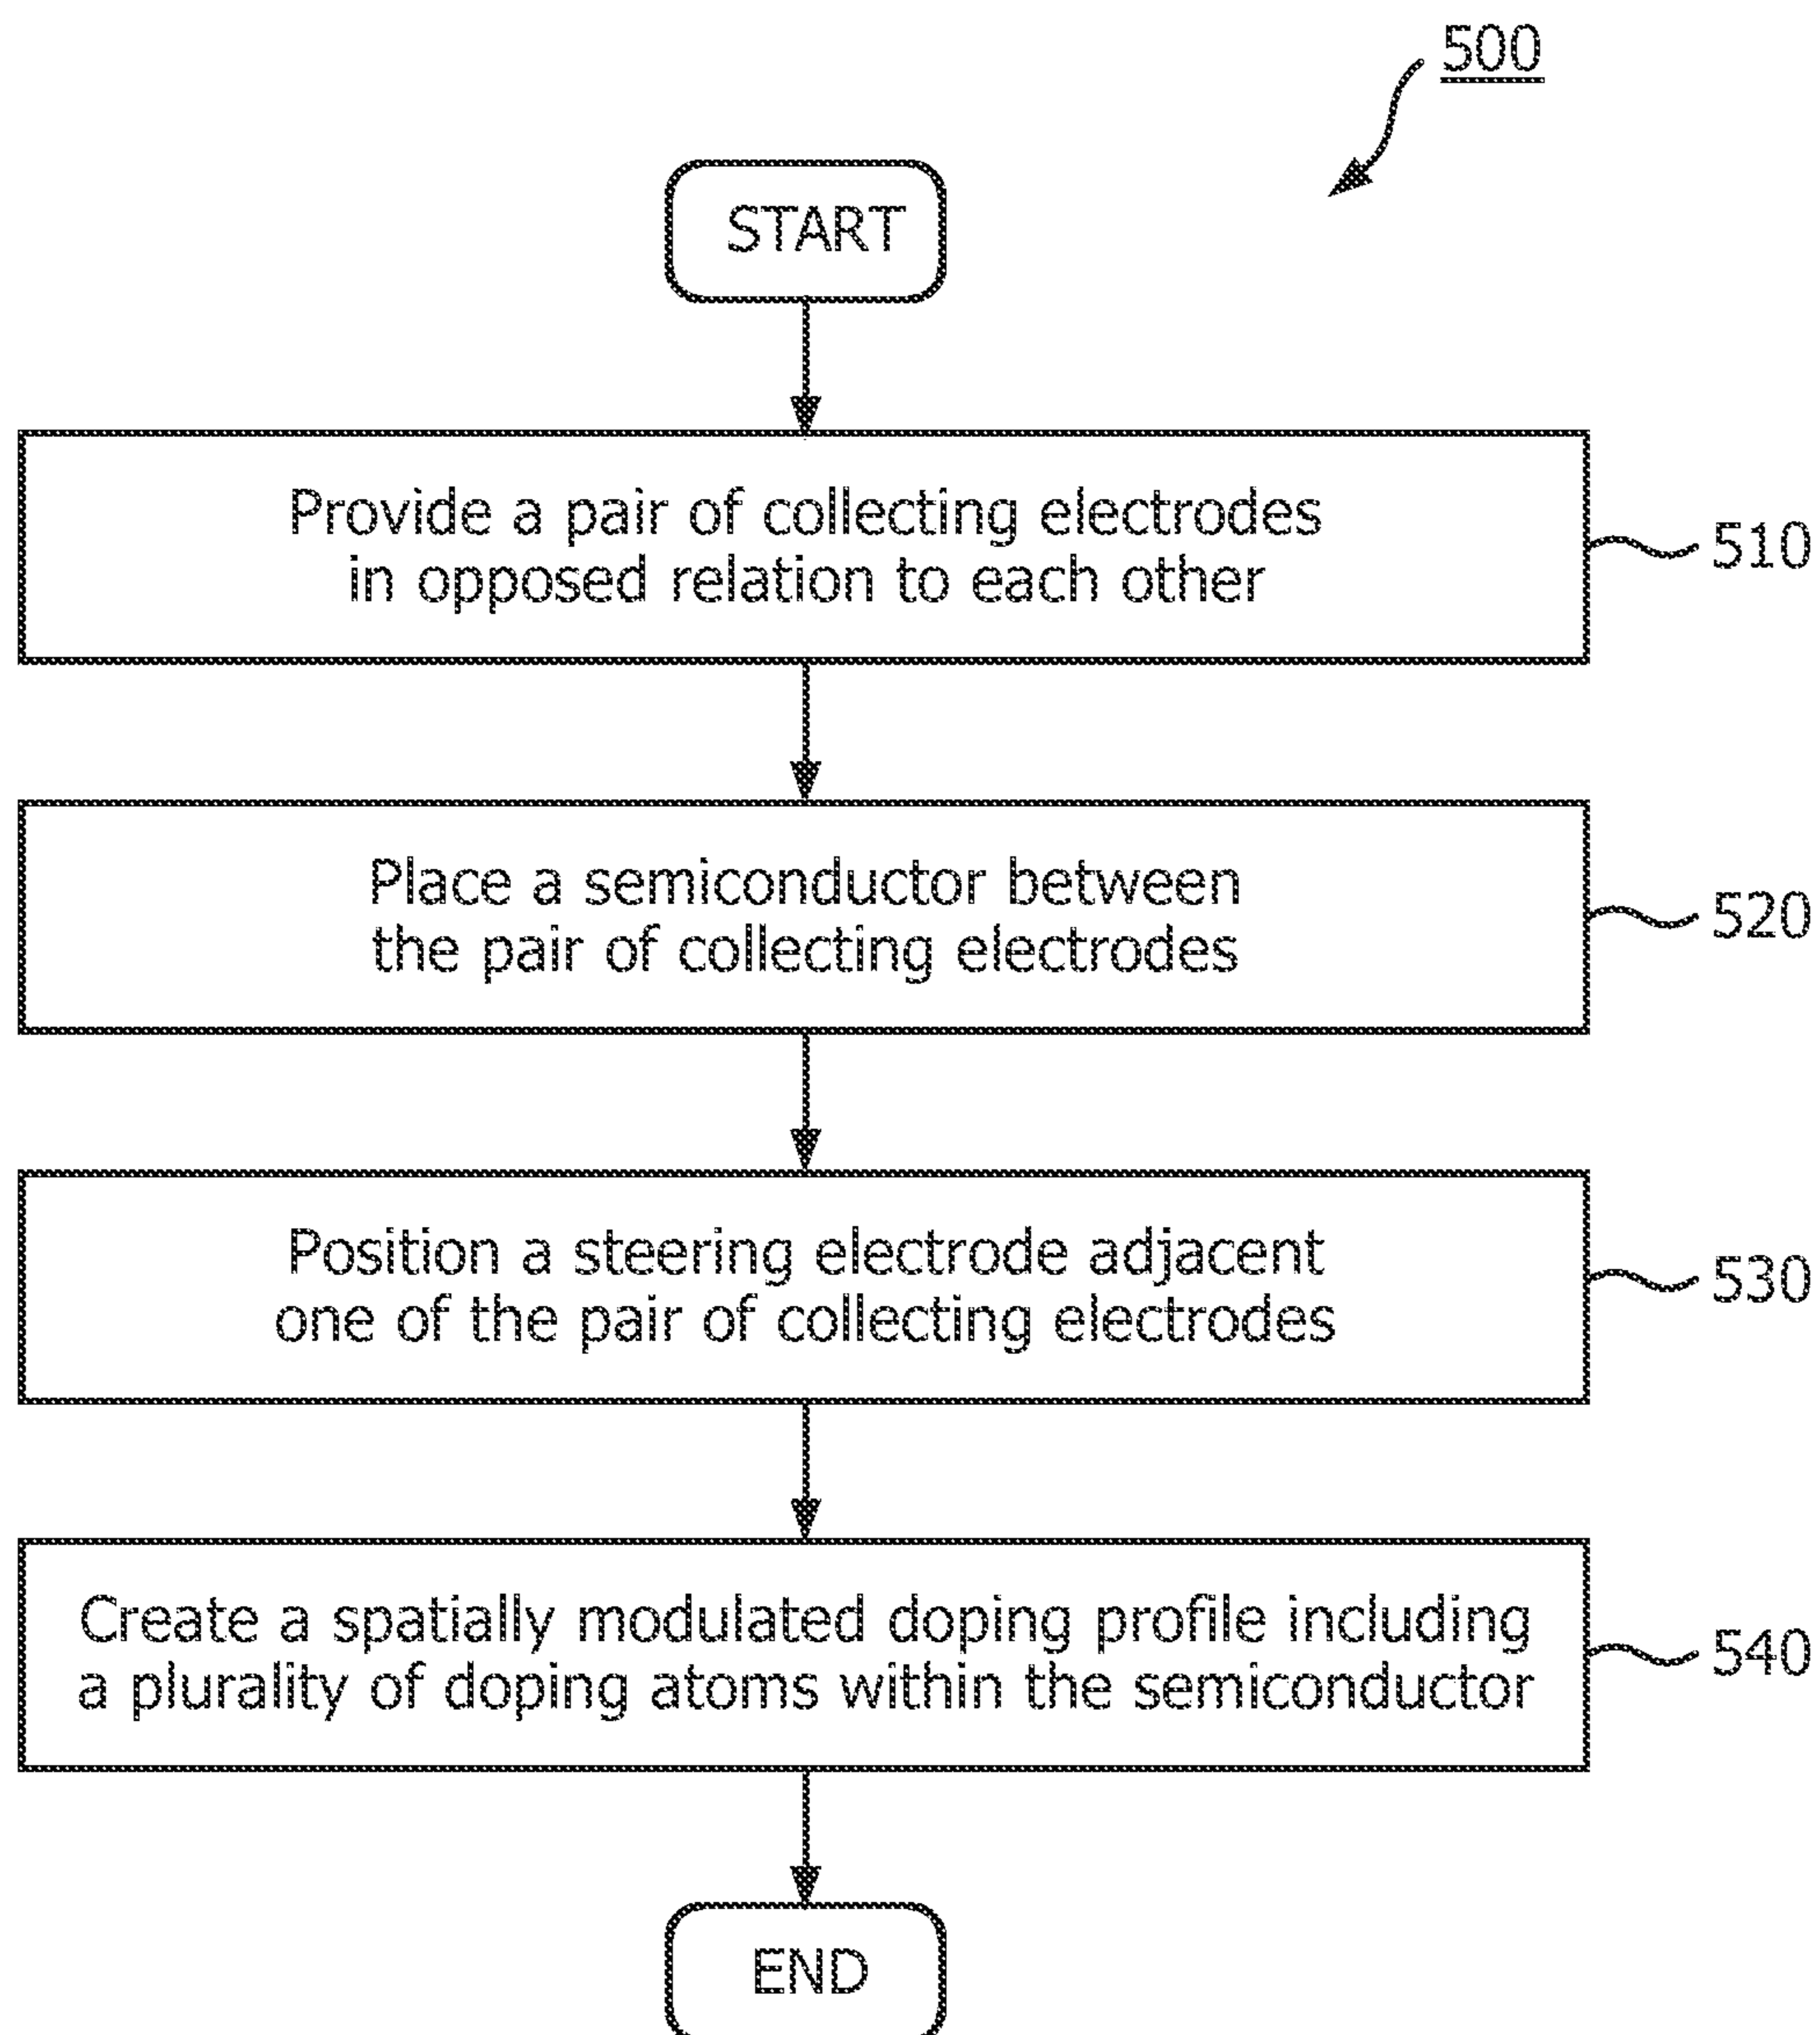 500
START
Provide a pair of collecting electrodes
in opposed relation to each other
510
Place a semiconductor between
the pair of collecting electrodes
520
Position a steering electrode adjacent
one of the pair of collecting electrodes
530
Create a spatially modulated doping profile including
a plurality of doping atoms within the semiconductor
540
END